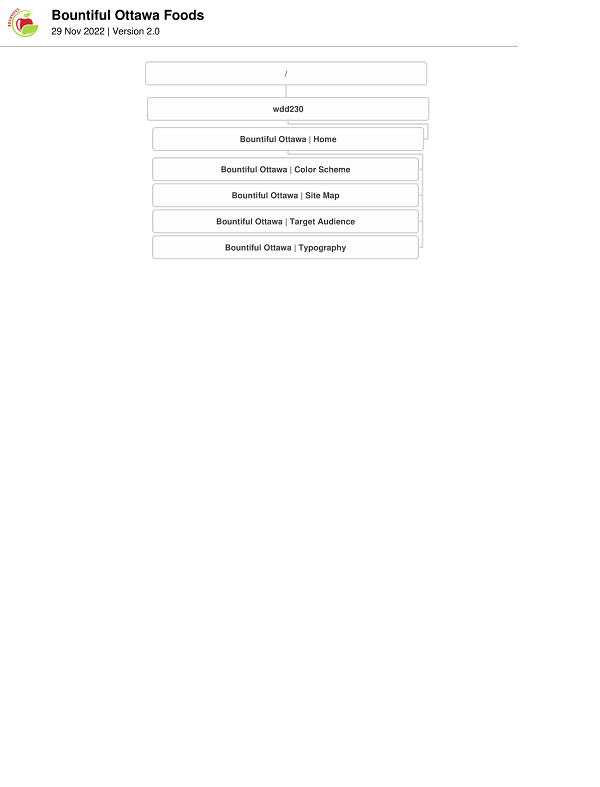 Bountiful Ottawa Foods
29 Nov 2022 | Version 2.0
/
wdd230
Bountiful Ottawa | Home
Bountiful Ottawa | Color Scheme
Bountiful Ottawa | Site Map
Bountiful Ottawa | Target Audience
Bountiful Ottawa | Typography